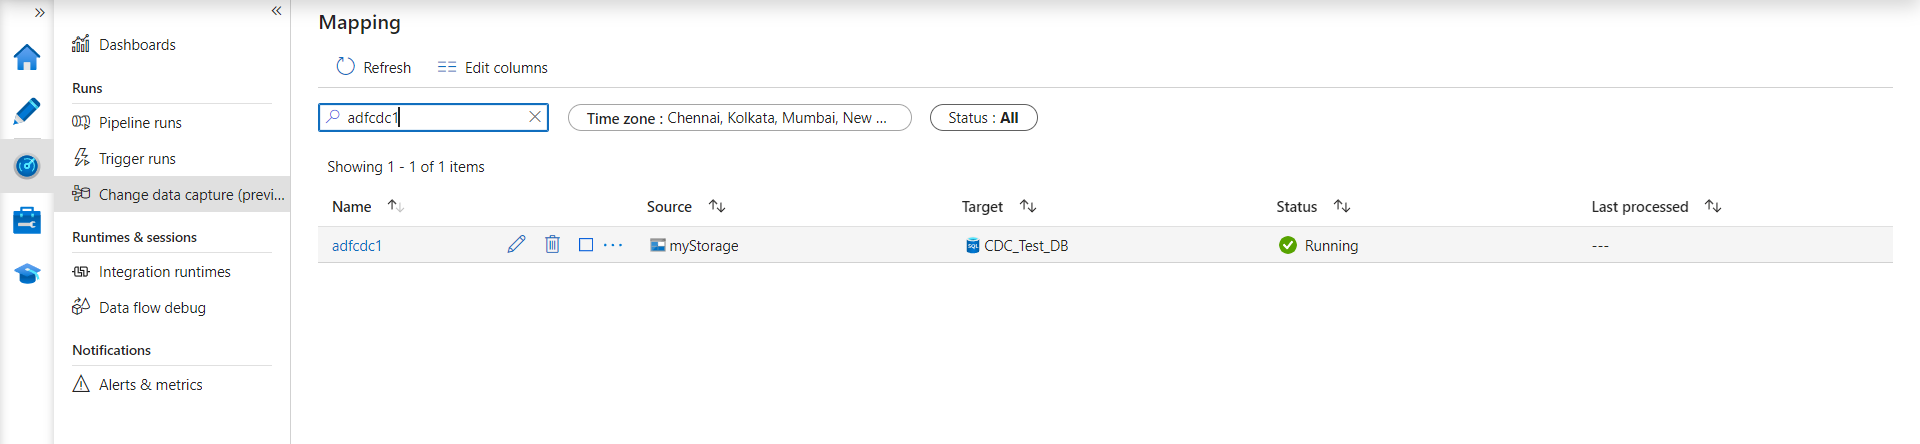 Dashboards
Runs
Pipeline runs
Trigger runs
Change data capture (previ...
Runtimes & sessions
Integration runtimes
Data flow debug
Notifications
Alerts & metrics
Mapping
Refresh Edit columns
adfcdc1 Time zone : Chennai, Kolkata, Mumbai, New ... Status : All
Showing 1 - 1 of 1 items
Name Source Target Status Last processed
adfcdc1 ... myStorage SQL CDC_Test_DB Running ---